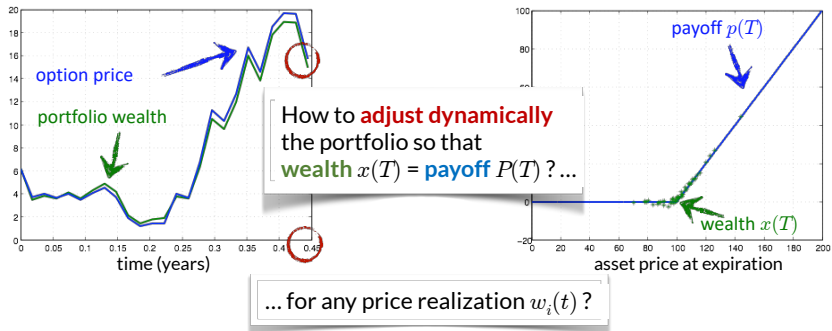 20
18
16
14
12
10
8
6
4
2
0
0 0.05 0.1 0.15 0.2 0.25 0.3 0.35 0.4 0.45
time (years)
option price
portfolio wealth
How to adjust dynamically
the portfolio so that
wealth x(T) = payoff P(T) ? ...
... for any price realization wᵢ(t) ?
100
80
60
40
20
0
−20
0 20 40 60 80 100 120 140 160 180 200
asset price at expiration
payoff p(T)
wealth x(T)